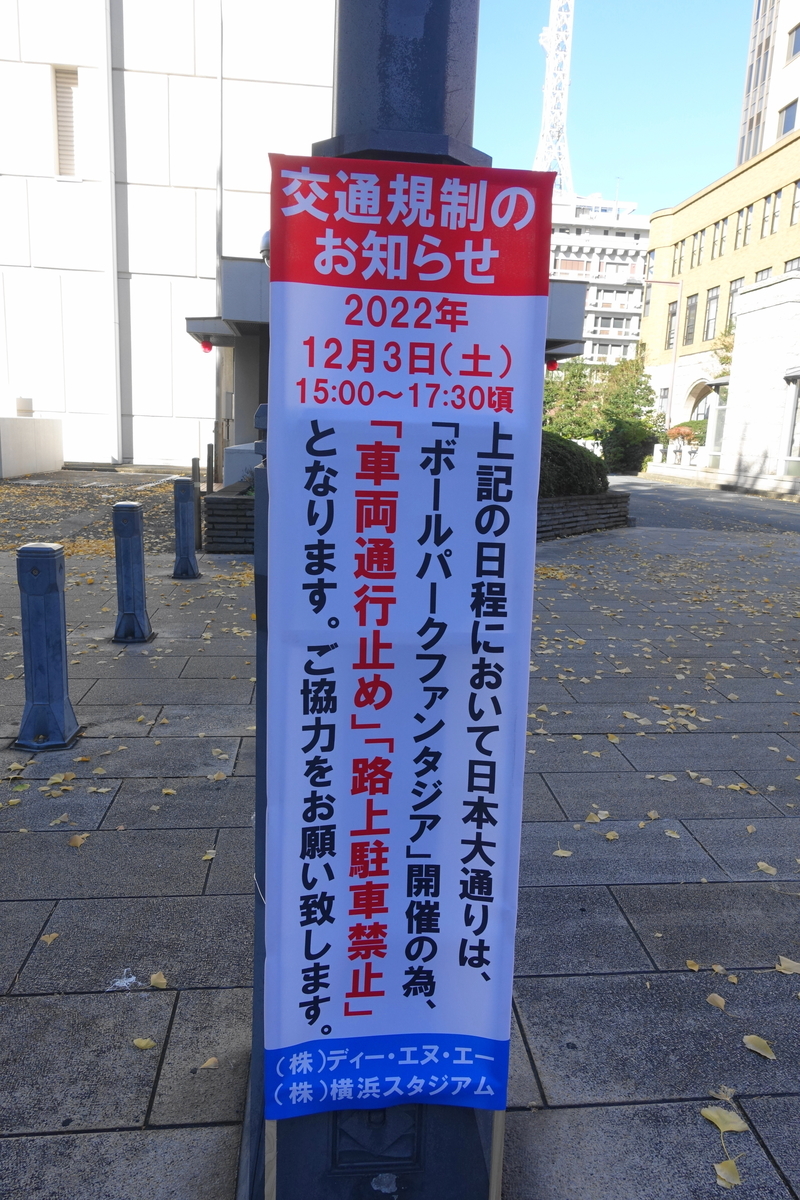 交通規制の
お知らせ
2022年
12月3日(土)
15:00～17:30頃
上記の日程において日本大通りは、
「ボールパークファンタジア」開催の為、
「車両通行止め」「路上駐車禁止」
となります。ご協力をお願い致します。
(株)ディー・エヌ・エー
(株)横浜スタジアム